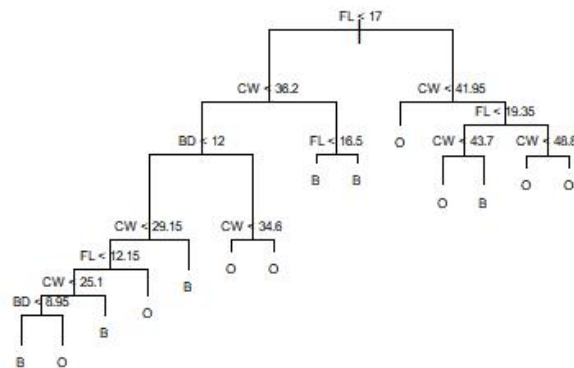 FL < 17
CW < 36.2 CW < 41.95
FL < 19.35
BD < 12 FL < 16.5 O CW < 43.7 CW < 48.8
B B O B O O
CW < 29.15 CW < 34.6
FL < 12.15 O O
CW < 25.1 B
BD < 8.95 B O
B O